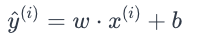 ŷ⁽ⁱ⁾ = w · x⁽ⁱ⁾ + b